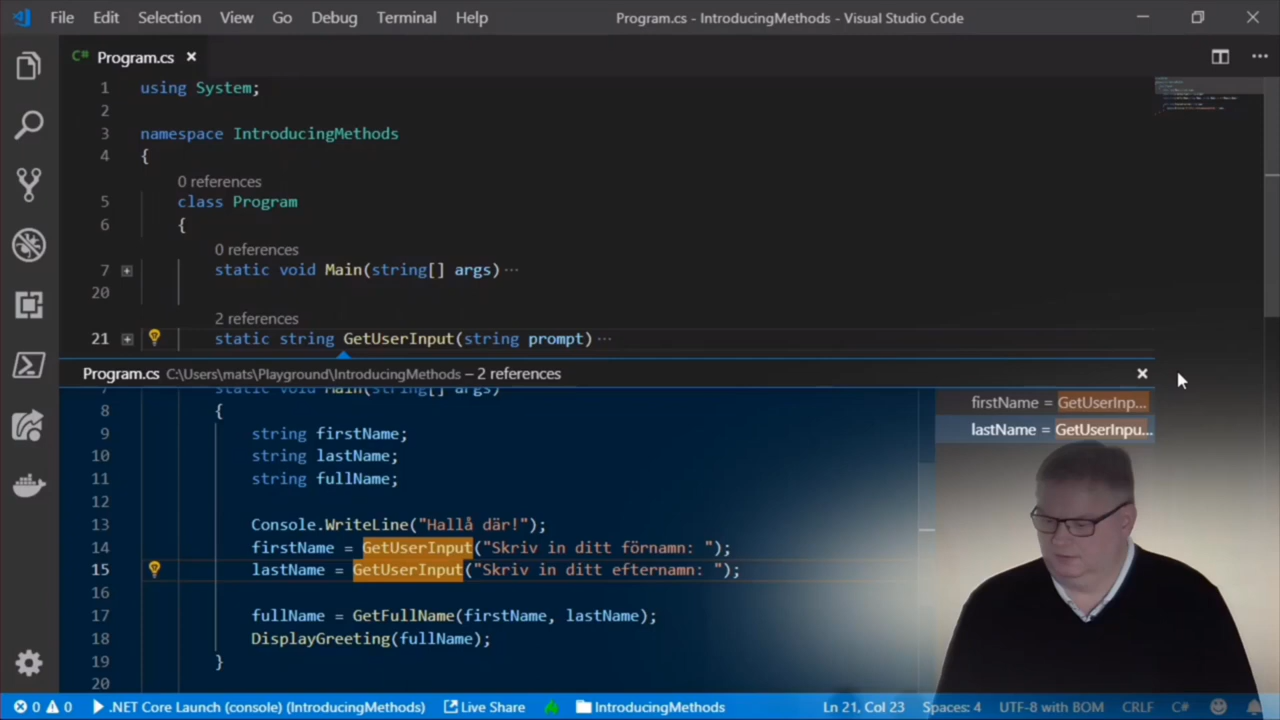 File Edit Selection View Go Debug Terminal Help Program.cs - IntroducingMethods - Visual Studio Code
C# Program.cs
1 using System;
2
3 namespace IntroducingMethods
4 {
0 references
5 class Program
6 {
0 references
7 static void Main(string[] args)···
20
2 references
21 static string GetUserInput(string prompt)···
Program.cs C:\Users\mats\Playground\IntroducingMethods – 2 references
7 static void Main(string[] args)
8 {
9 string firstName;
10 string lastName;
11 string fullName;
12
13 Console.WriteLine("Hallå där!");
14 firstName = GetUserInput("Skriv in ditt förnamn: ");
15 lastName = GetUserInput("Skriv in ditt efternamn: ");
16
17 fullName = GetFullName(firstName, lastName);
18 DisplayGreeting(fullName);
19 }
20
firstName = GetUserInp...
lastName = GetUserInpu...
0 0 .NET Core Launch (console) (IntroducingMethods) Live Share IntroducingMethods Ln 21, Col 23 Spaces: 4 UTF-8 with BOM CRLF C#